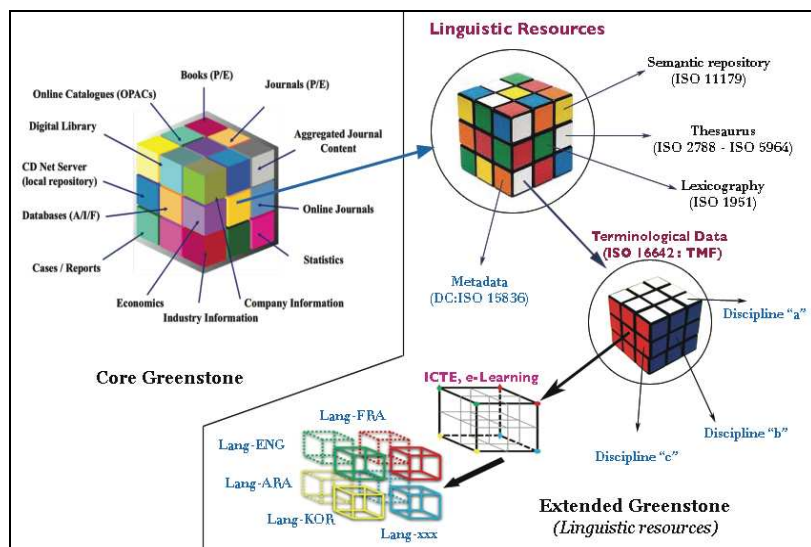 Books (P/E)
Journals (P/E)
Online Catalogues (OPACs)
Digital Library
Aggregated Journal
Content
CD Net Server
(local repository)
Databases (A/I/F)
Online Journals
Cases / Reports
Statistics
Economics
Company Information
Industry Information
Core Greenstone
Linguistic Resources
Semantic repository
(ISO 11179)
Thesaurus
(ISO 2788 - ISO 5964)
Lexicography
(ISO 1951)
Terminological Data
(ISO 16642 : TMF)
Metadata
(DC:ISO 15836)
Discipline "a"
Discipline "b"
Discipline "c"
ICTE, e-Learning
Lang-FRA
Lang-ENG
Lang-ARA
Lang-KOR
Lang-xxx
Extended Greenstone
(Linguistic resources)